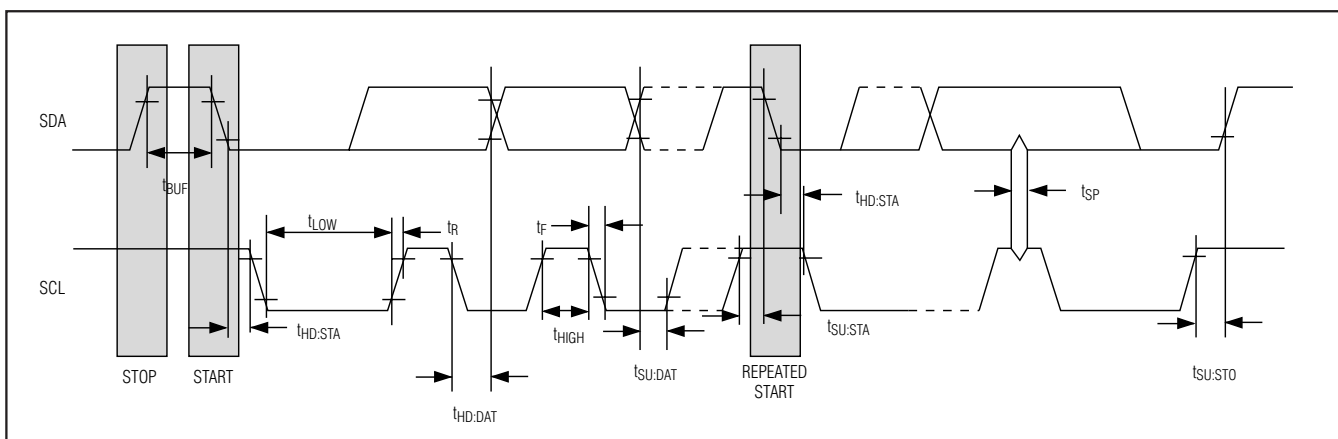 SDA
tBUF
tLOW
tR
tF
tHD:STA
tSP
SCL
tHD:STA
tHIGH
tSU:STA
STOP
START
tSU:DAT
REPEATED
START
tSU:STO
tHD:DAT